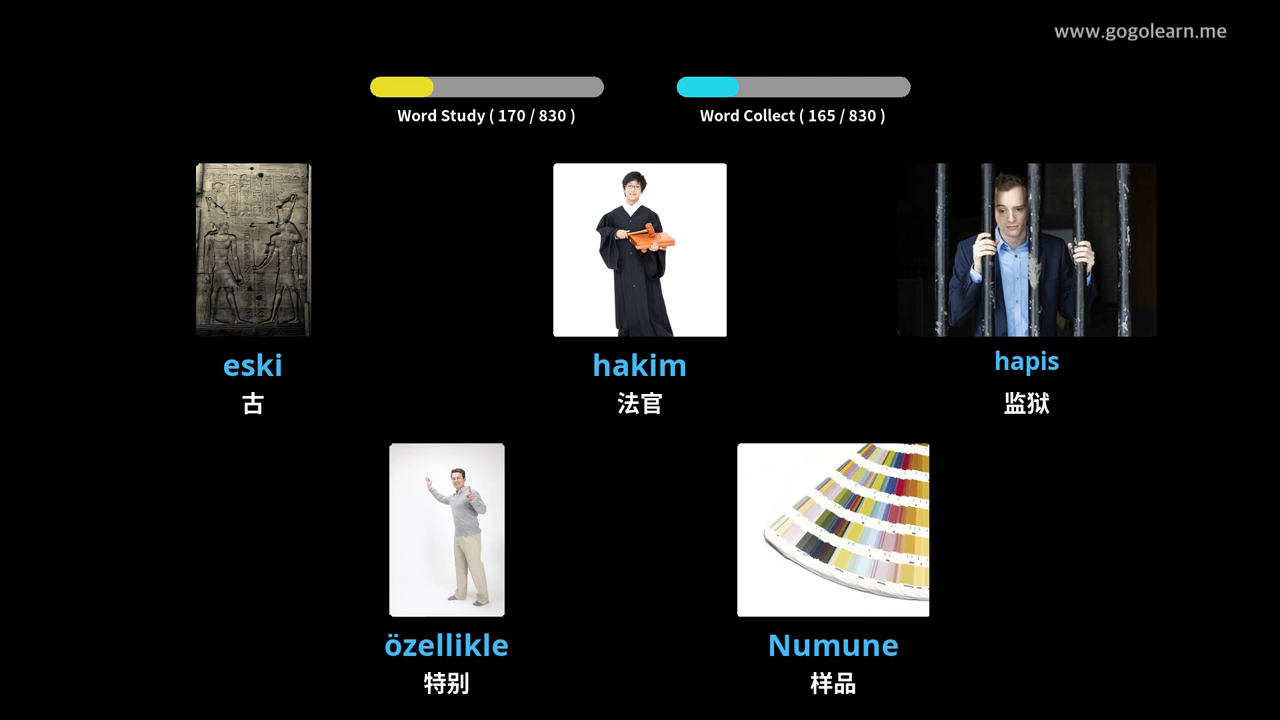 www.gogolearn.me
Word Study ( 170 / 830 )
Word Collect ( 165 / 830 )
eski
古
hakim
法官
hapis
监狱
özellikle
特别
Numune
样品